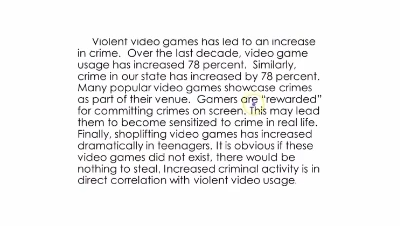 Violent video games has led to an increase
in crime. Over the last decade, video game
usage has increased 78 percent. Similarly,
crime in our state has increased by 78 percent.
Many popular video games showcase crimes
as part of their venue. Gamers are “rewarded”
for committing crimes on screen. This may lead
them to become sensitized to crime in real life.
Finally, shoplifting video games has increased
dramatically in teenagers. It is obvious if these
video games did not exist, there would be
nothing to steal. Increased criminal activity is in
direct correlation with violent video usage.